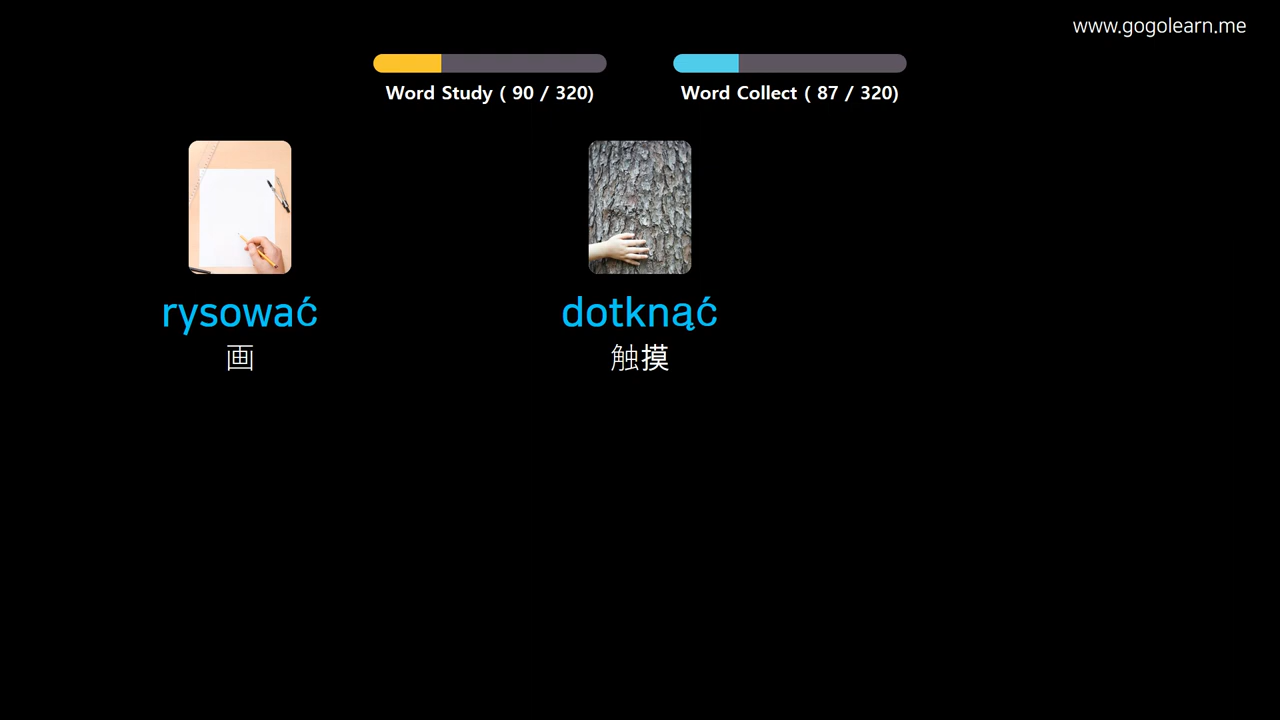 www.gogolearn.me
Word Study ( 90 / 320)
Word Collect ( 87 / 320)
rysować
画
dotknąć
触摸